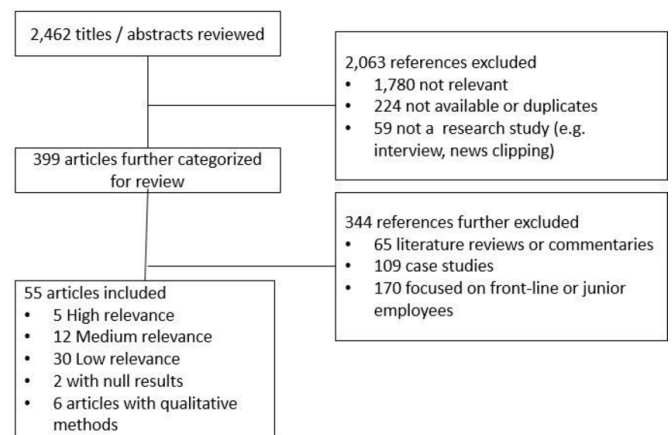 2,462 titles / abstracts reviewed
2,063 references excluded
• 1,780 not relevant
• 224 not available or duplicates
• 59 not a research study (e.g.
interview, news clipping)
399 articles further categorized
for review
344 references further excluded
• 65 literature reviews or commentaries
• 109 case studies
• 170 focused on front-line or junior
employees
55 articles included
• 5 High relevance
• 12 Medium relevance
• 30 Low relevance
• 2 with null results
• 6 articles with qualitative
methods